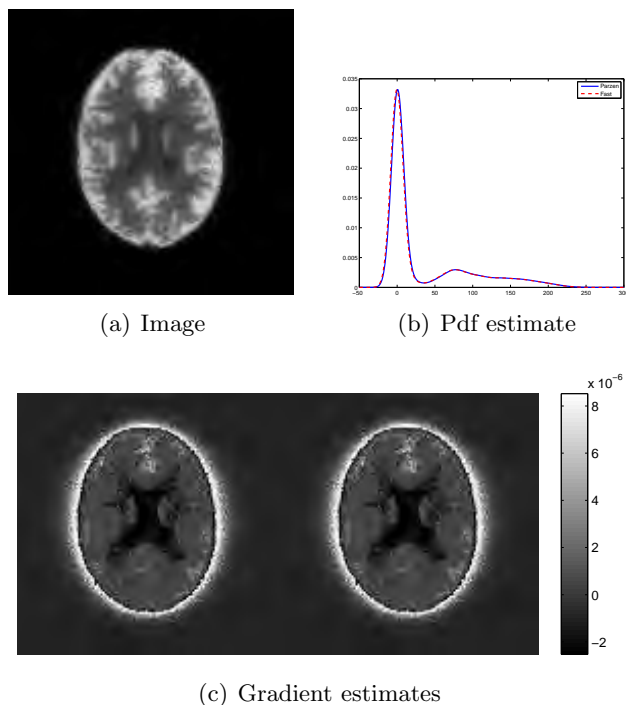 0.035
0.03
0.025
0.02
0.015
0.01
0.005
0
-50 0 50 100 150 200 250 300
Parzen
Fast
(a) Image
(b) Pdf estimate
x 10⁻⁶
8
6
4
2
0
−2
(c) Gradient estimates